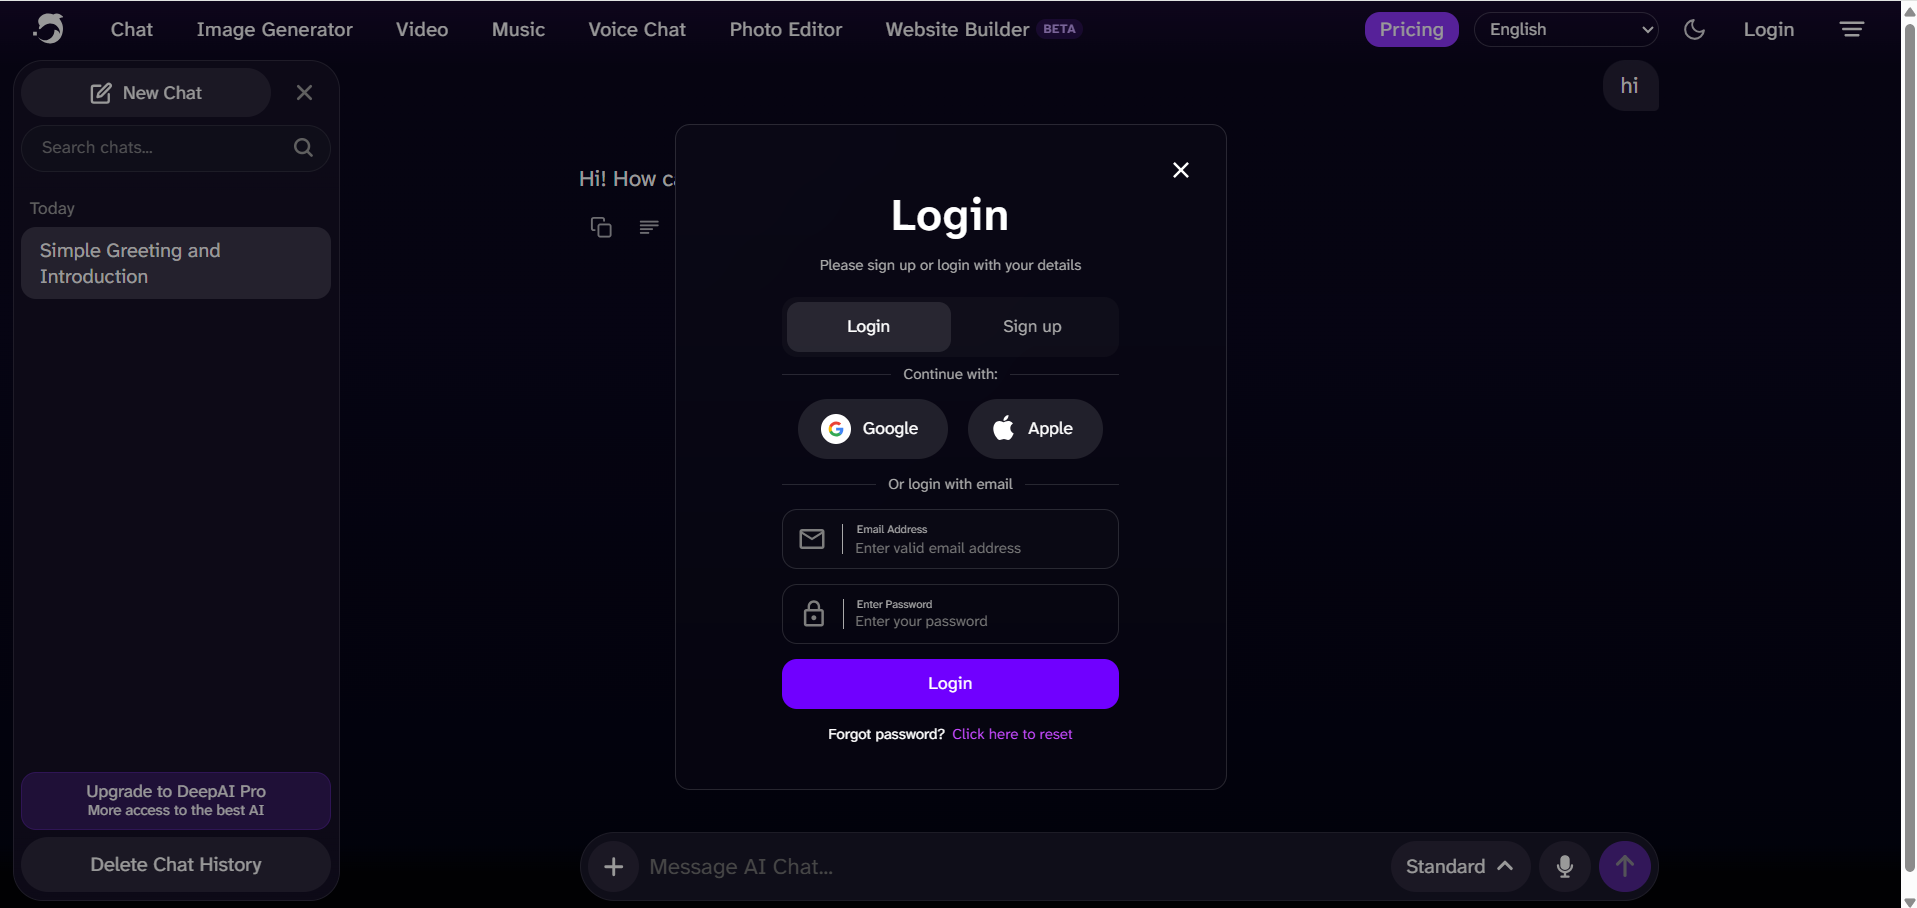 Chat
Image Generator
Video
Music
Voice Chat
Photo Editor
Website Builder BETA
Pricing
English
Login
New Chat
Search chats...
Today
Simple Greeting and
Introduction
Upgrade to DeepAI Pro
More access to the best AI
Delete Chat History
hi
Hi! How
Login
Please sign up or login with your details
Login
Sign up
Continue with:
Google
Apple
Or login with email
Email Address
Enter valid email address
Enter Password
Enter your password
Login
Forgot password? Click here to reset
Message AI Chat...
Standard